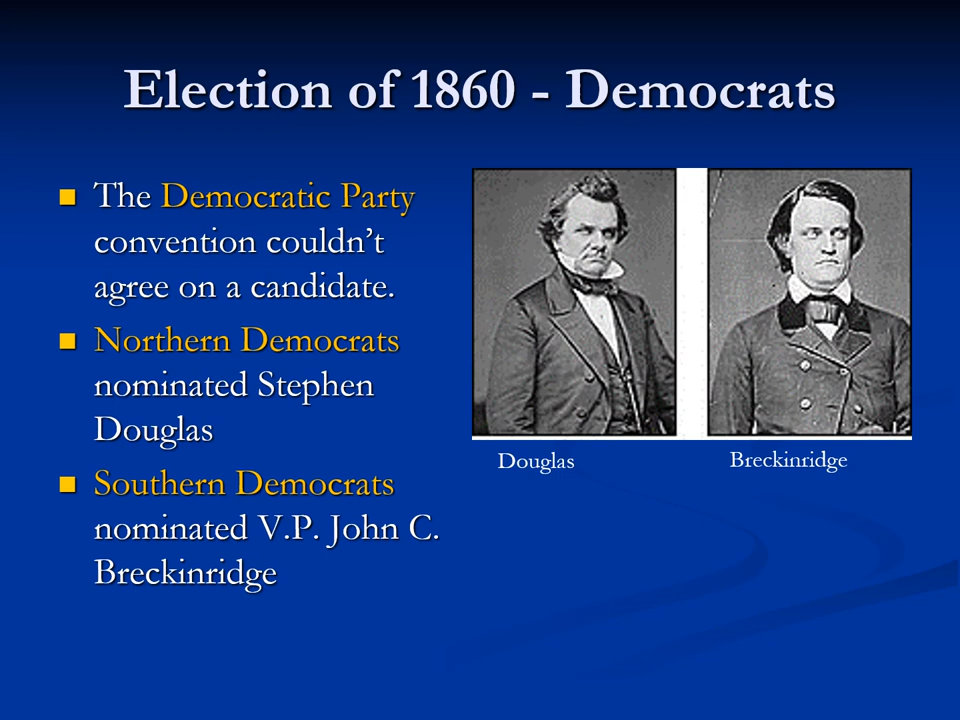 Election of 1860 - Democrats
The Democratic Party
convention couldn’t
agree on a candidate.
Northern Democrats
nominated Stephen
Douglas
Southern Democrats
nominated V.P. John C.
Breckinridge
Douglas
Breckinridge